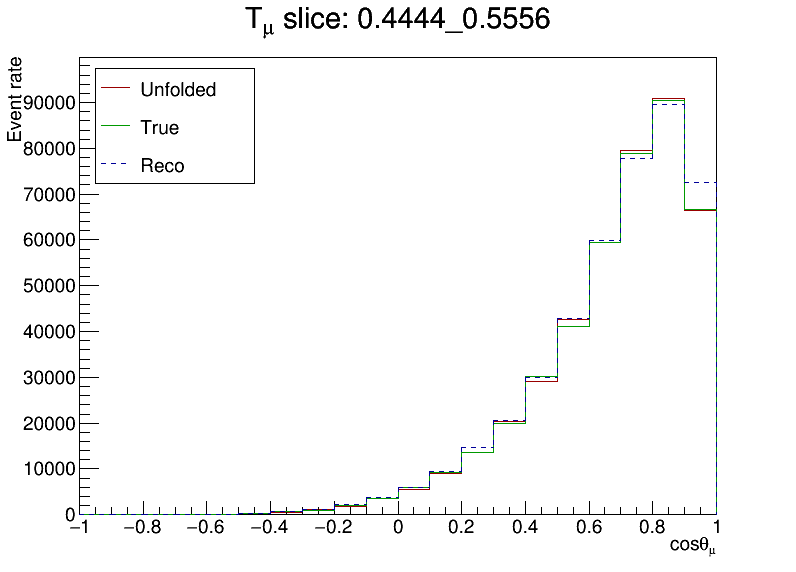 T_μ slice: 0.4444_0.5556
Event rate
Unfolded
True
Reco
90000
80000
70000
60000
50000
40000
30000
20000
10000
0
−1 −0.8 −0.6 −0.4 −0.2 0 0.2 0.4 0.6 0.8 1
cosθ_μ